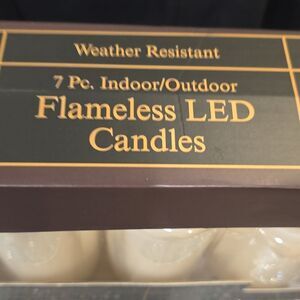 Weather Resistant
7 Pc. Indoor/Outdoor
Flameless LED
Candles